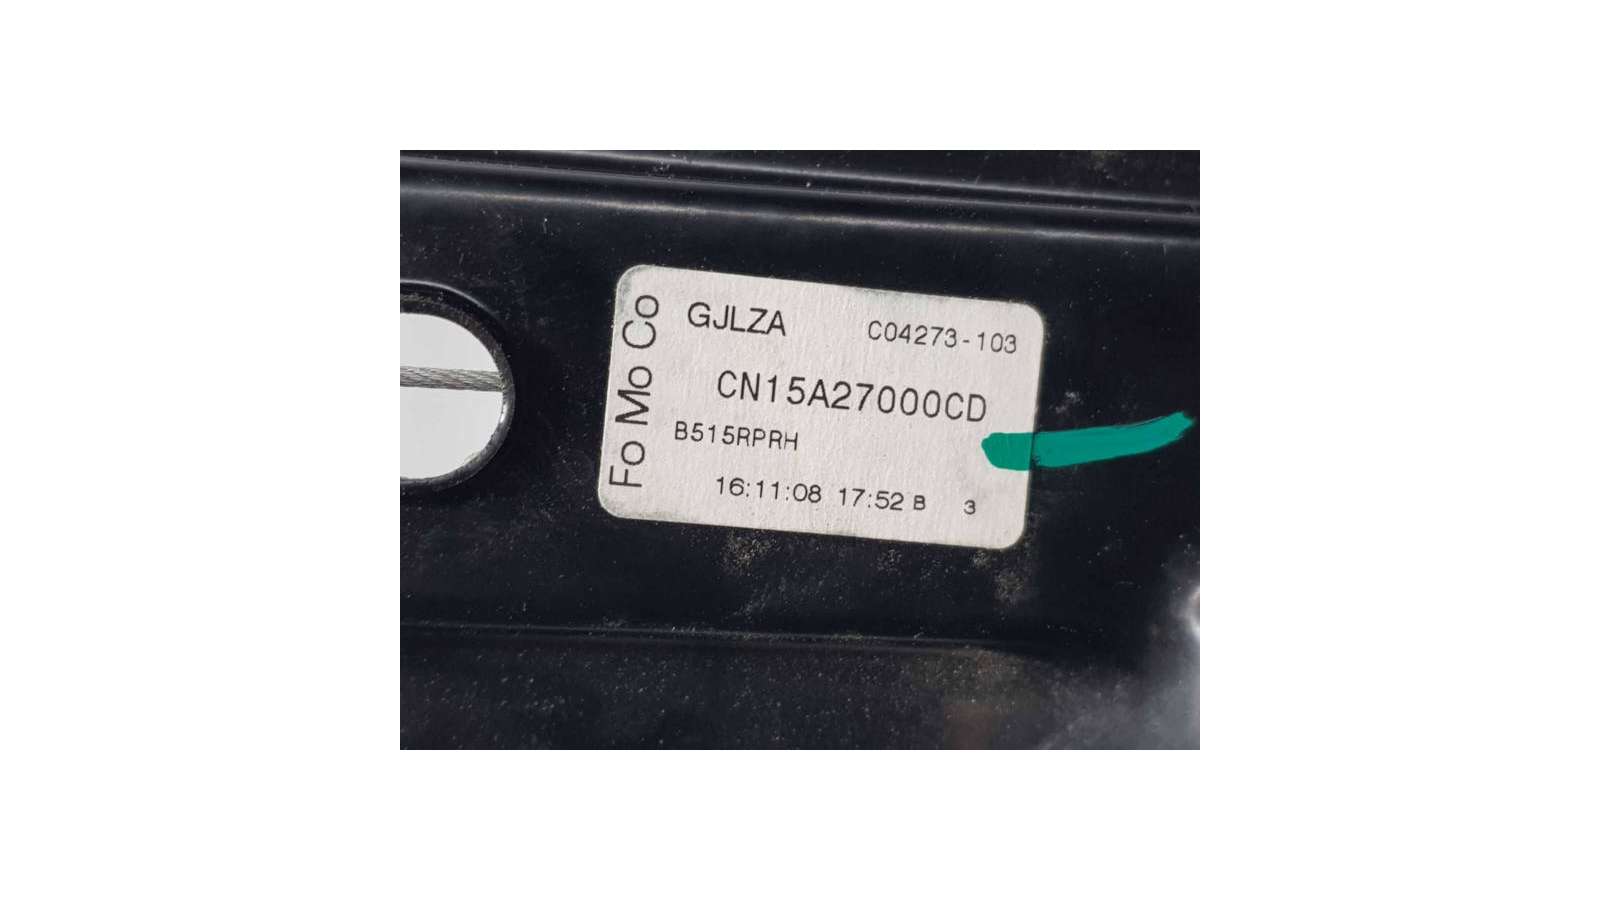 Fo Mo Co
GJLZA C04273-103
CN15A27000CD
B515RPRH
16:11:08 17:52 B 3